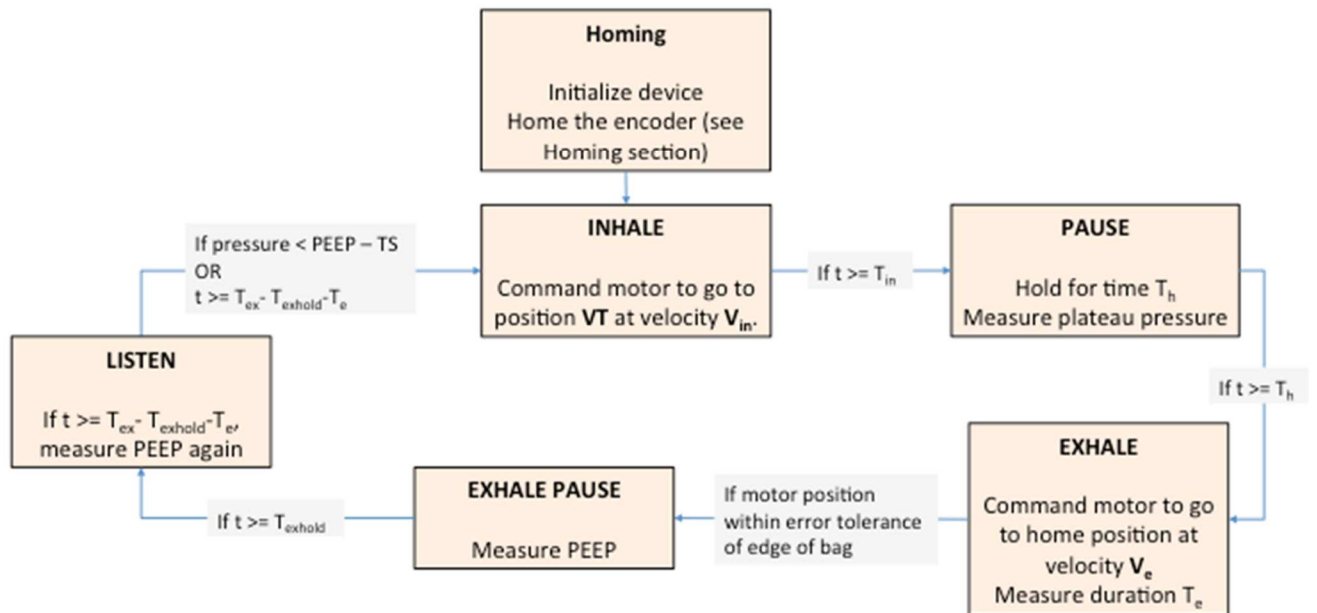 Homing
Initialize device
Home the encoder (see
Homing section)
INHALE
Command motor to go to
position VT at velocity Vin.
If t >= Tin
PAUSE
Hold for time Th
Measure plateau pressure
If t >= Th
EXHALE
Command motor to go
to home position at
velocity Ve
Measure duration Te
If motor position
within error tolerance
of edge of bag
EXHALE PAUSE
Measure PEEP
If t >= Texhold
LISTEN
If t >= Tex- Texhold-Te,
measure PEEP again
If pressure < PEEP – TS
OR
t >= Tex- Texhold-Te